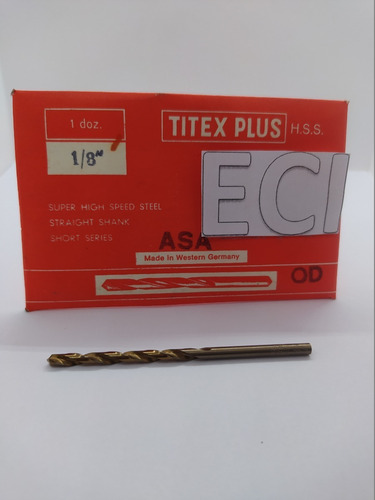 1 doz.
1/8"
TITEX PLUS H.S.S.
ECI
SUPER HIGH SPEED STEEL
STRAIGHT SHANK
SHORT SERIES
ASA
Made in Western Germany
OD